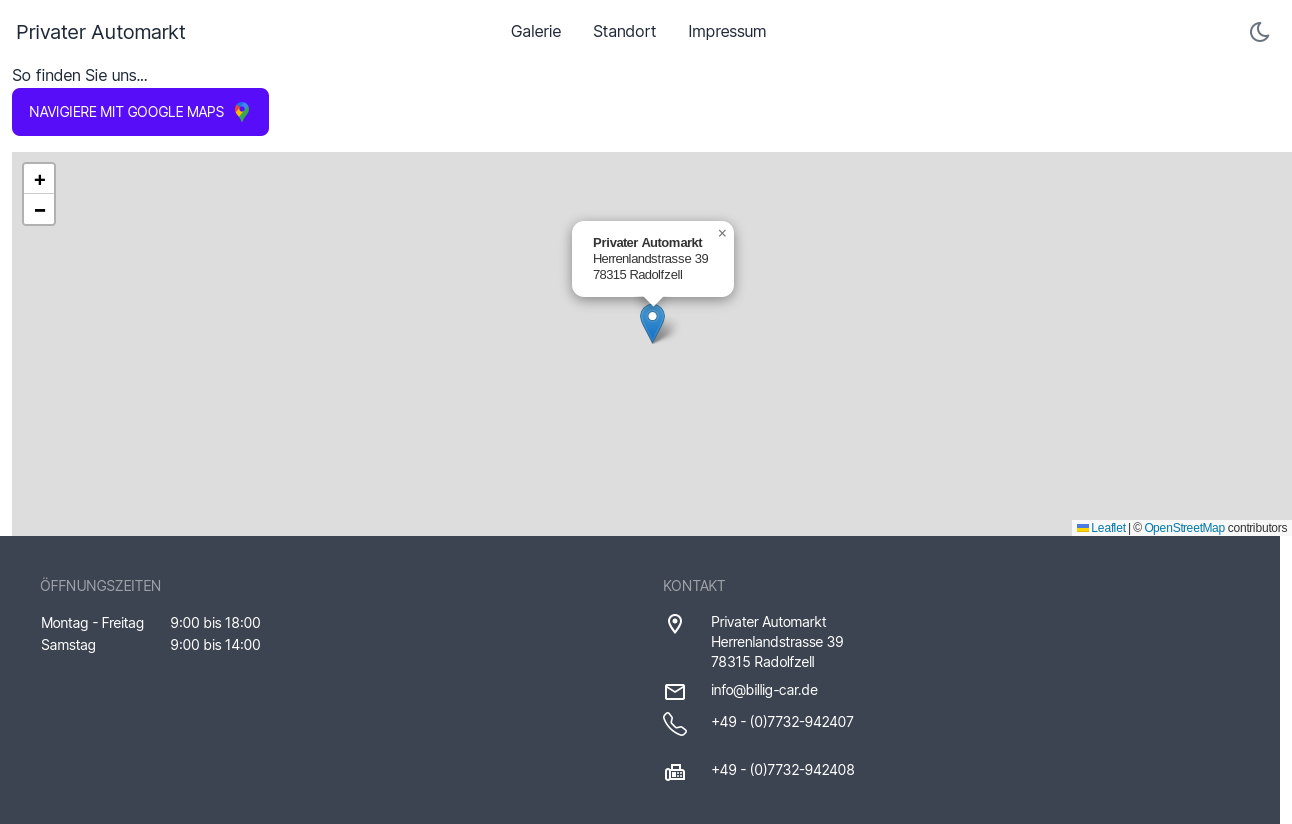 Privater Automarkt
Galerie Standort Impressum
So finden Sie uns...
NAVIGIERE MIT GOOGLE MAPS
+
−
×
Privater Automarkt
Herrenlandstrasse 39
78315 Radolfzell
Leaflet | © OpenStreetMap contributors
ÖFFNUNGSZEITEN
Montag - Freitag 9:00 bis 18:00
Samstag 9:00 bis 14:00
KONTAKT
Privater Automarkt
Herrenlandstrasse 39
78315 Radolfzell
info@billig-car.de
+49 - (0)7732-942407
+49 - (0)7732-942408